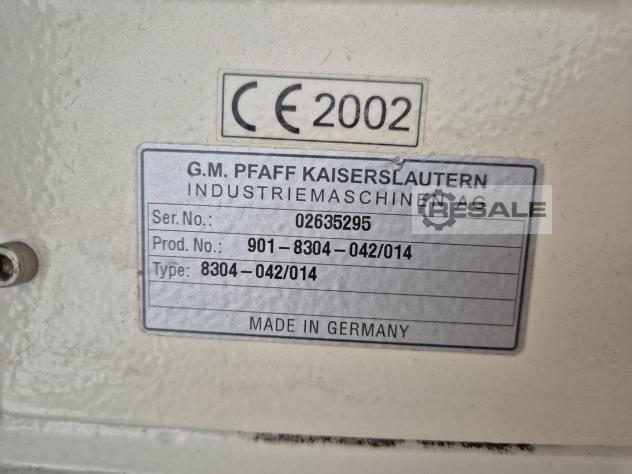 CE 2002
G.M. PFAFF KAISERSLAUTERN
INDUSTRIEMASCHINEN AG
RESALE
Ser.No.: 02635295
Prod. No.: 901-8304-042/014
Type: 8304-042/014
MADE IN GERMANY